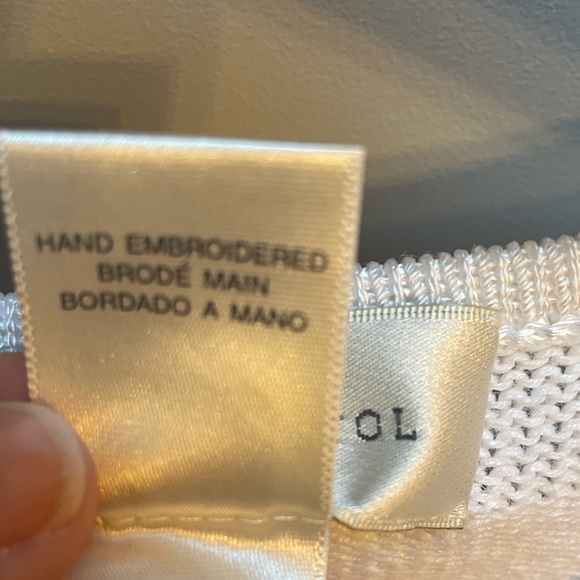 HAND EMBROIDERED
BRODÉ MAIN
BORDADO A MANO